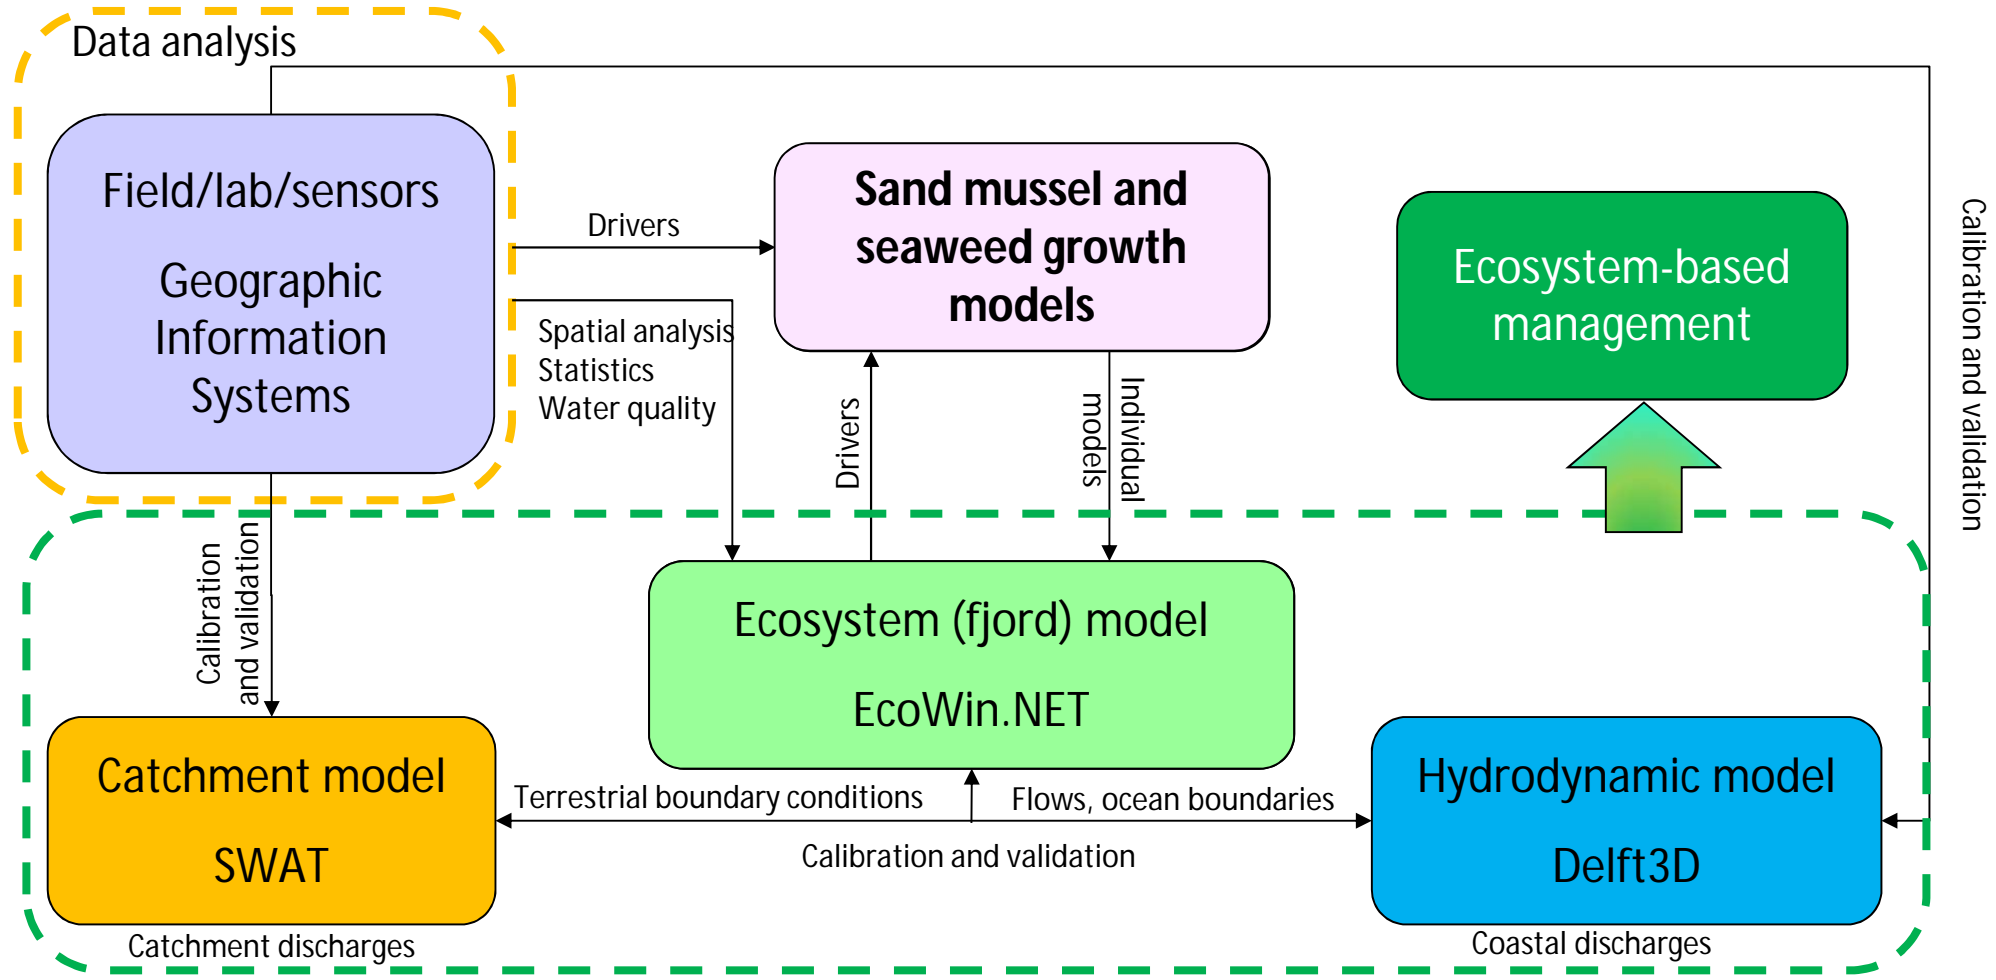 Data analysis
Field/lab/sensors
Geographic
Information
Systems
Drivers
Spatial analysis
Statistics
Water quality
Sand mussel and
seaweed growth
models
Ecosystem-based
management
Calibration and validation
Drivers
Individual
models
Calibration
and validation
Ecosystem (fjord) model
EcoWin.NET
Catchment model
SWAT
Terrestrial boundary conditions
Flows, ocean boundaries
Calibration and validation
Hydrodynamic model
Delft3D
Catchment discharges
Coastal discharges